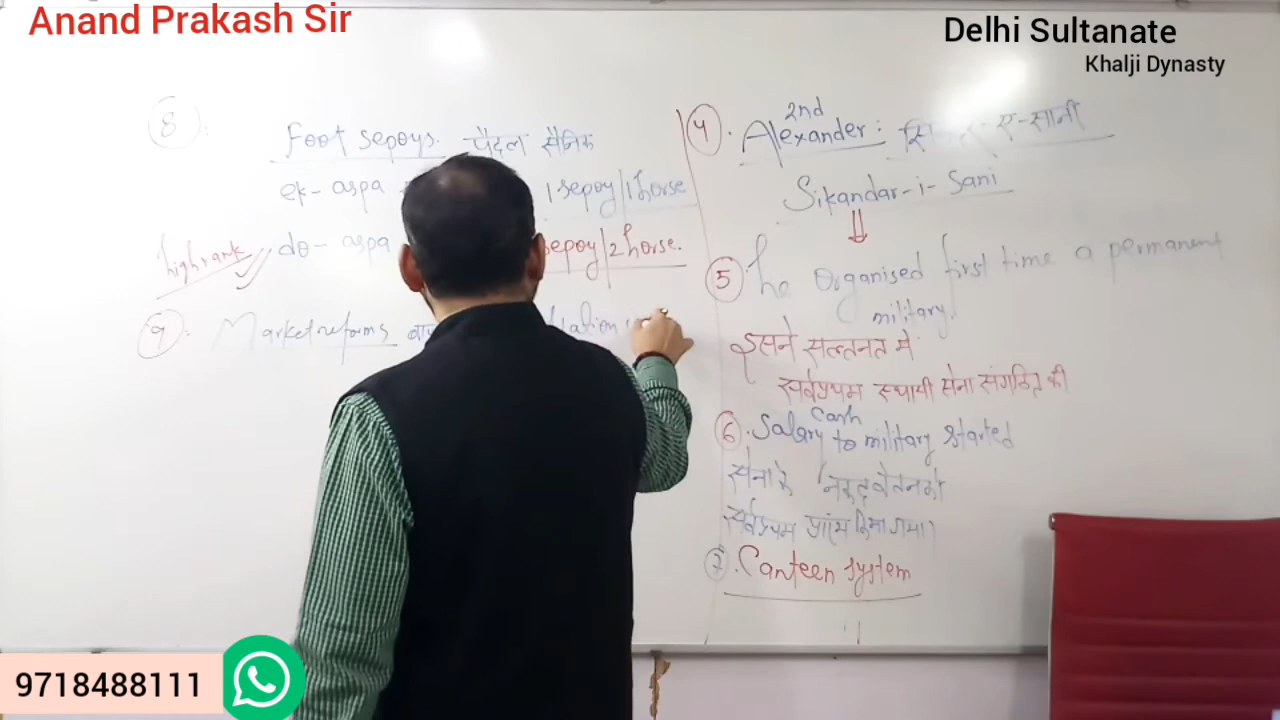 Anand Prakash Sir
Delhi Sultanate
Khalji Dynasty
8:
Foot sepoys. पैदल सैनिक
ek-aspa 1 sepoy/1 horse
high rank do-aspa sepoy/2 horse.
9. Market reforms
4. 2nd Alexander: ए-सानी
Sikandar-i-Sani
5. he Organised first time a permanent
military.
इसने सल्तनत में
सर्वप्रथम स्थायी सेना संगठित की
6. Salary cash to military started
सेना के नकद वेतन को
सर्वप्रथम प्रारंभ किया गया।
7. Canteen system
9718488111